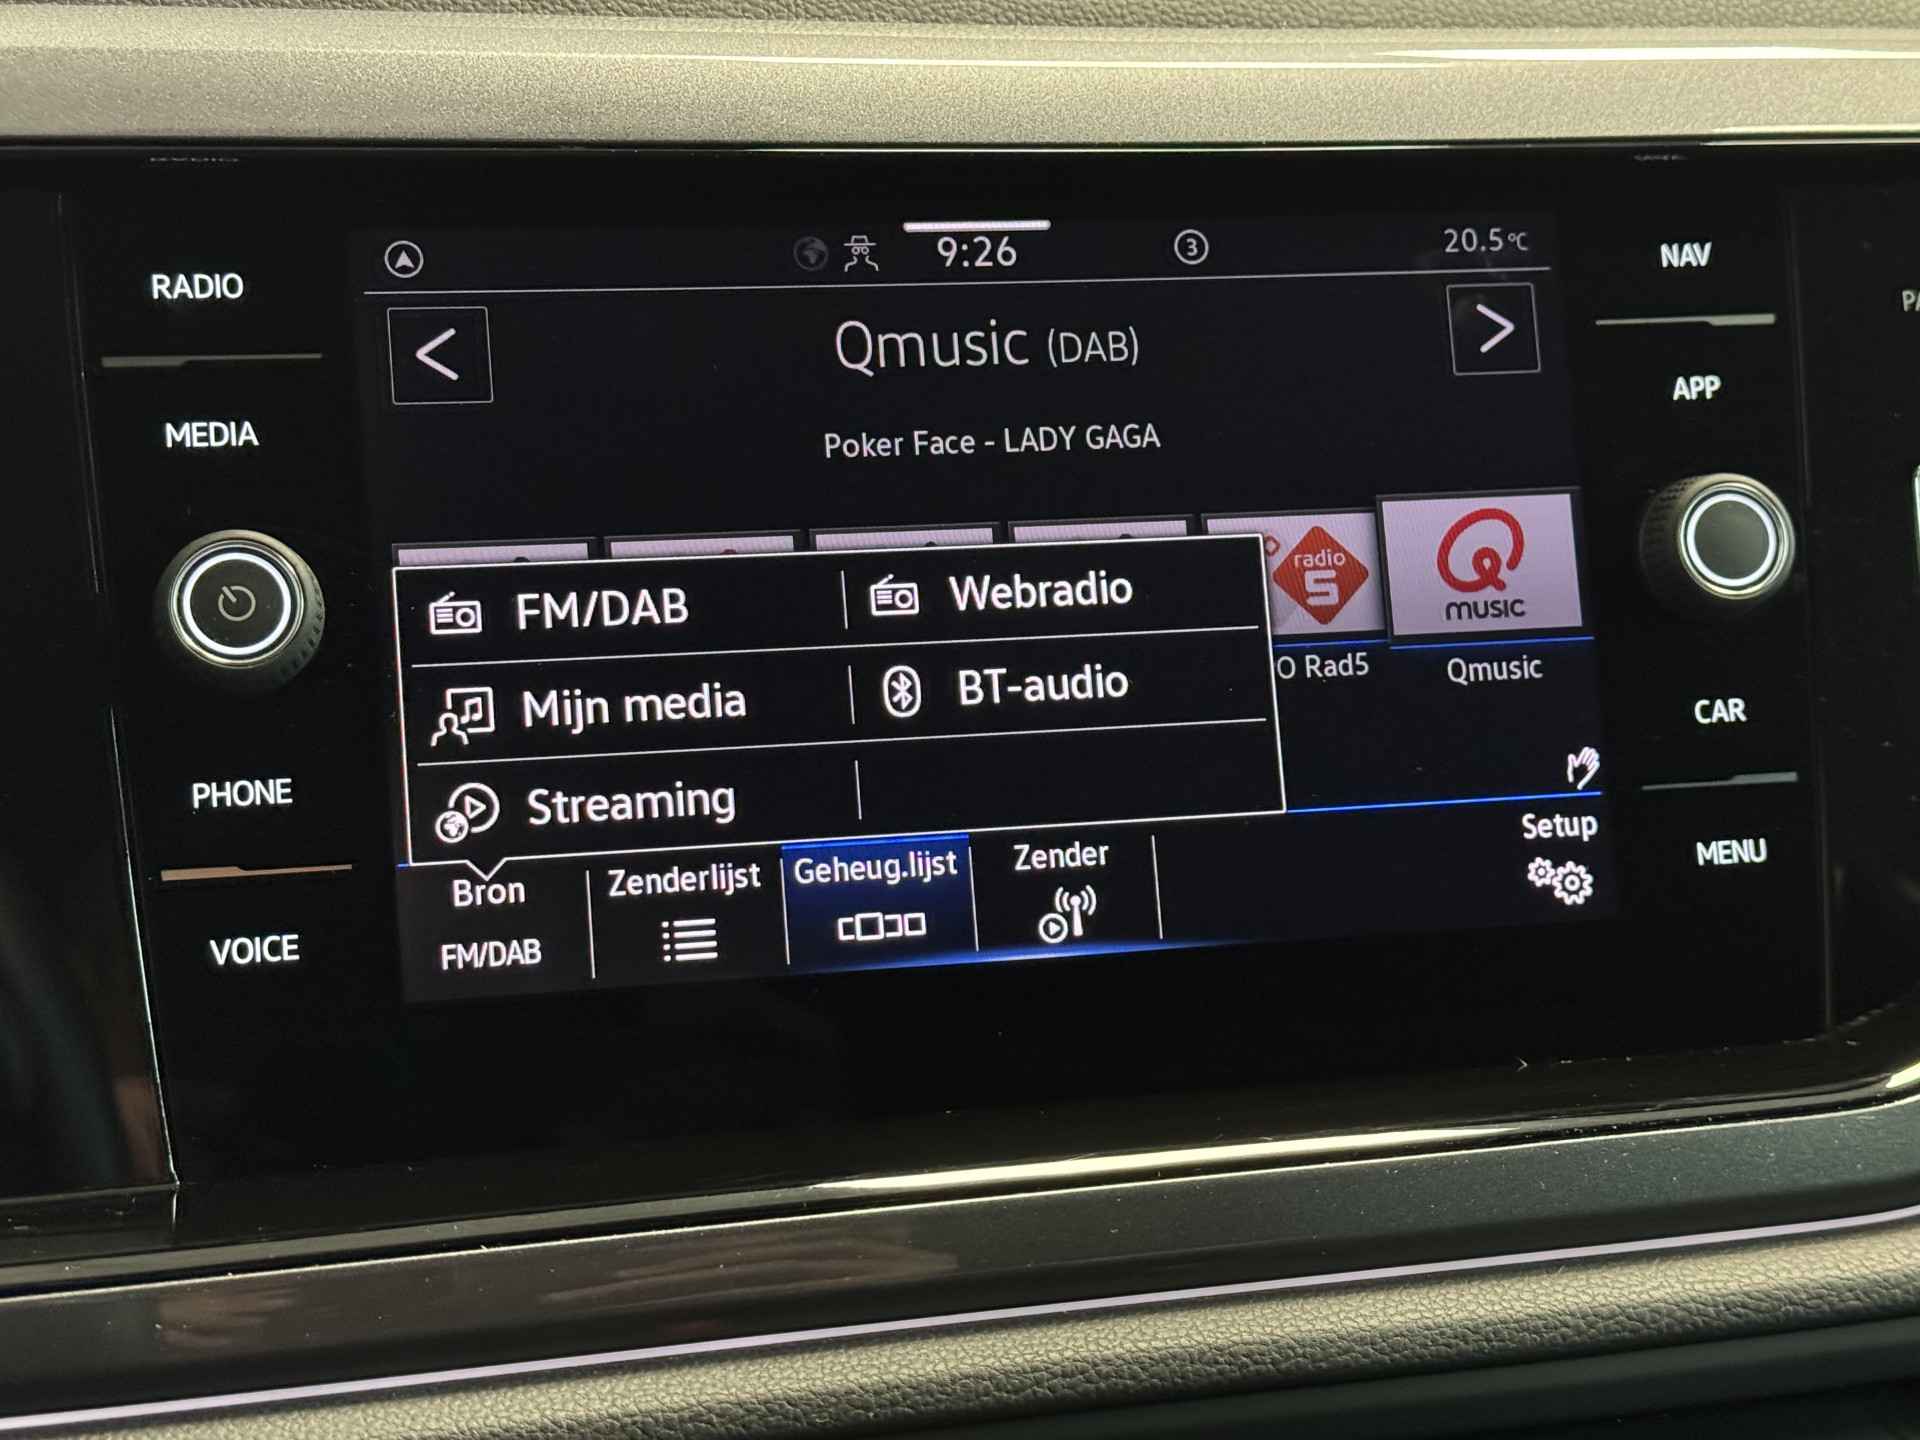 RADIO
MEDIA
PHONE
VOICE
9:26
3
20.5°C
Qmusic (DAB)
Poker Face - LADY GAGA
FM/DAB
Webradio
Mijn media
BT-audio
Streaming
radio
5
MUSIC
O Rad5
Qmusic
Bron
FM/DAB
Zenderlijst
Geheug.lijst
Zender
Setup
NAV
APP
CAR
MENU